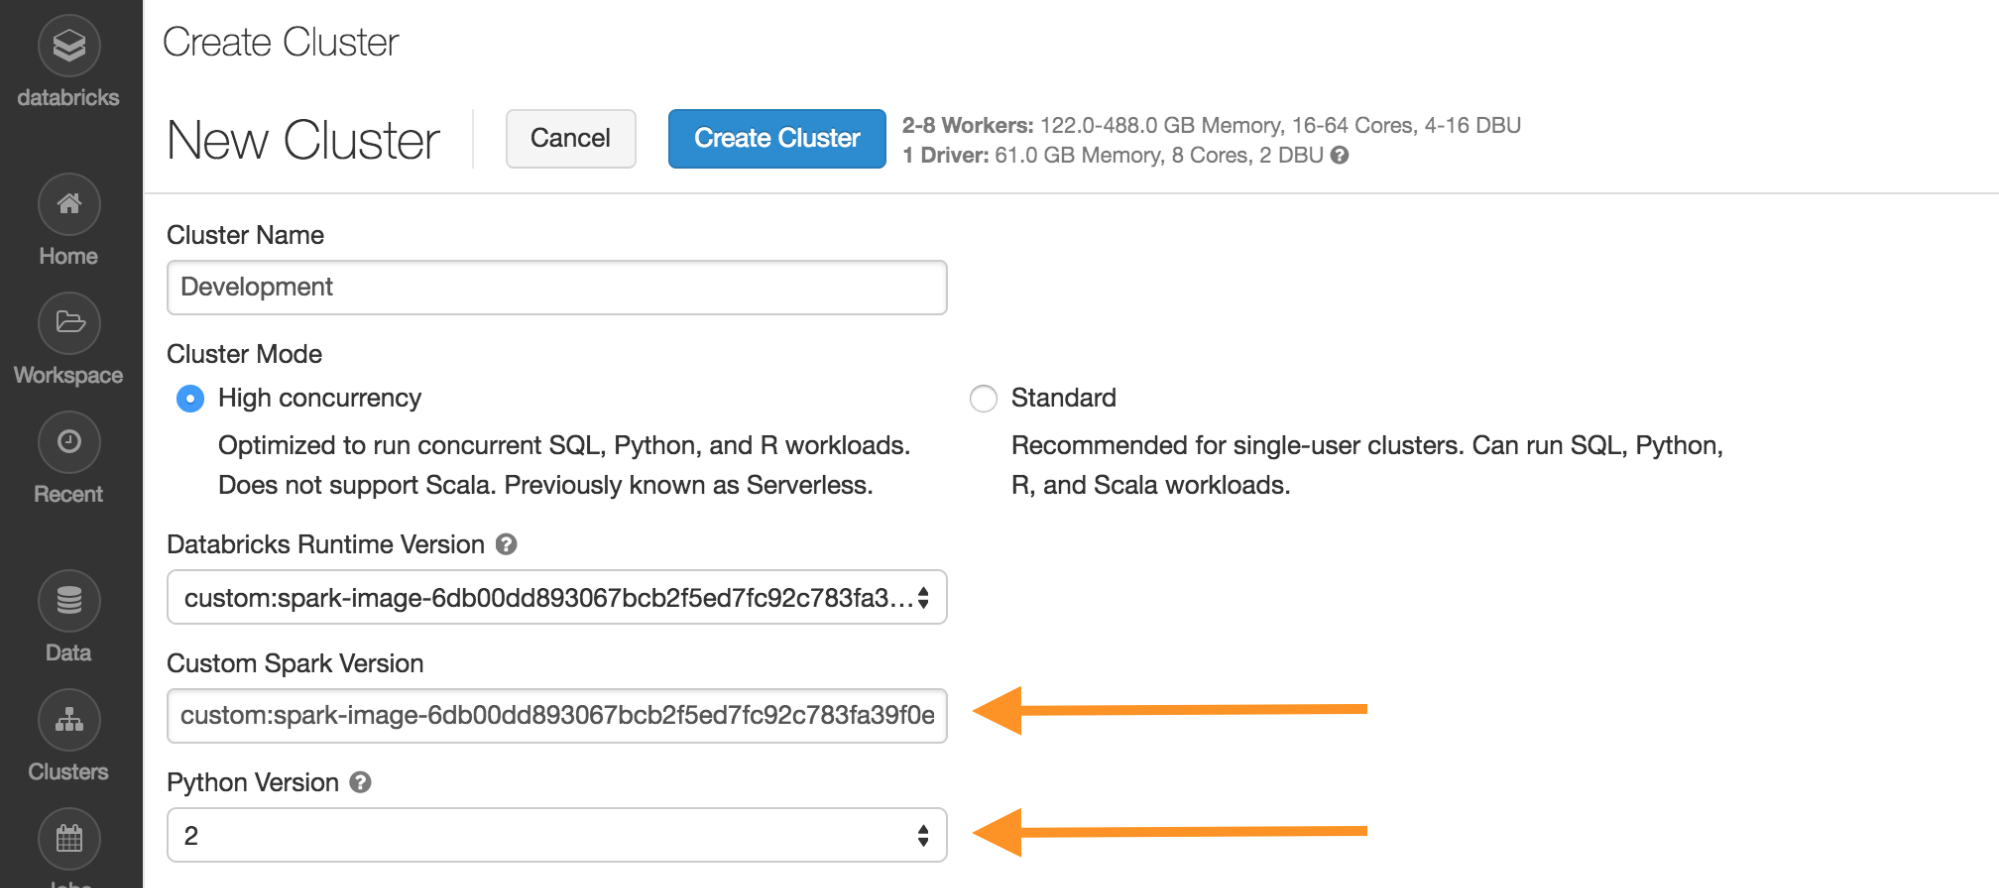 databricks
Home
Workspace
Recent
Data
Clusters
Create Cluster
New Cluster
Cancel
Create Cluster
2-8 Workers: 122.0-488.0 GB Memory, 16-64 Cores, 4-16 DBU
1 Driver: 61.0 GB Memory, 8 Cores, 2 DBU ?
Cluster Name
Development
Cluster Mode
High concurrency
Optimized to run concurrent SQL, Python, and R workloads.
Does not support Scala. Previously known as Serverless.
Standard
Recommended for single-user clusters. Can run SQL, Python,
R, and Scala workloads.
Databricks Runtime Version ?
custom:spark-image-6db00dd893067bcb2f5ed7fc92c783fa3...
Custom Spark Version
custom:spark-image-6db00dd893067bcb2f5ed7fc92c783fa39f0e
Python Version ?
2